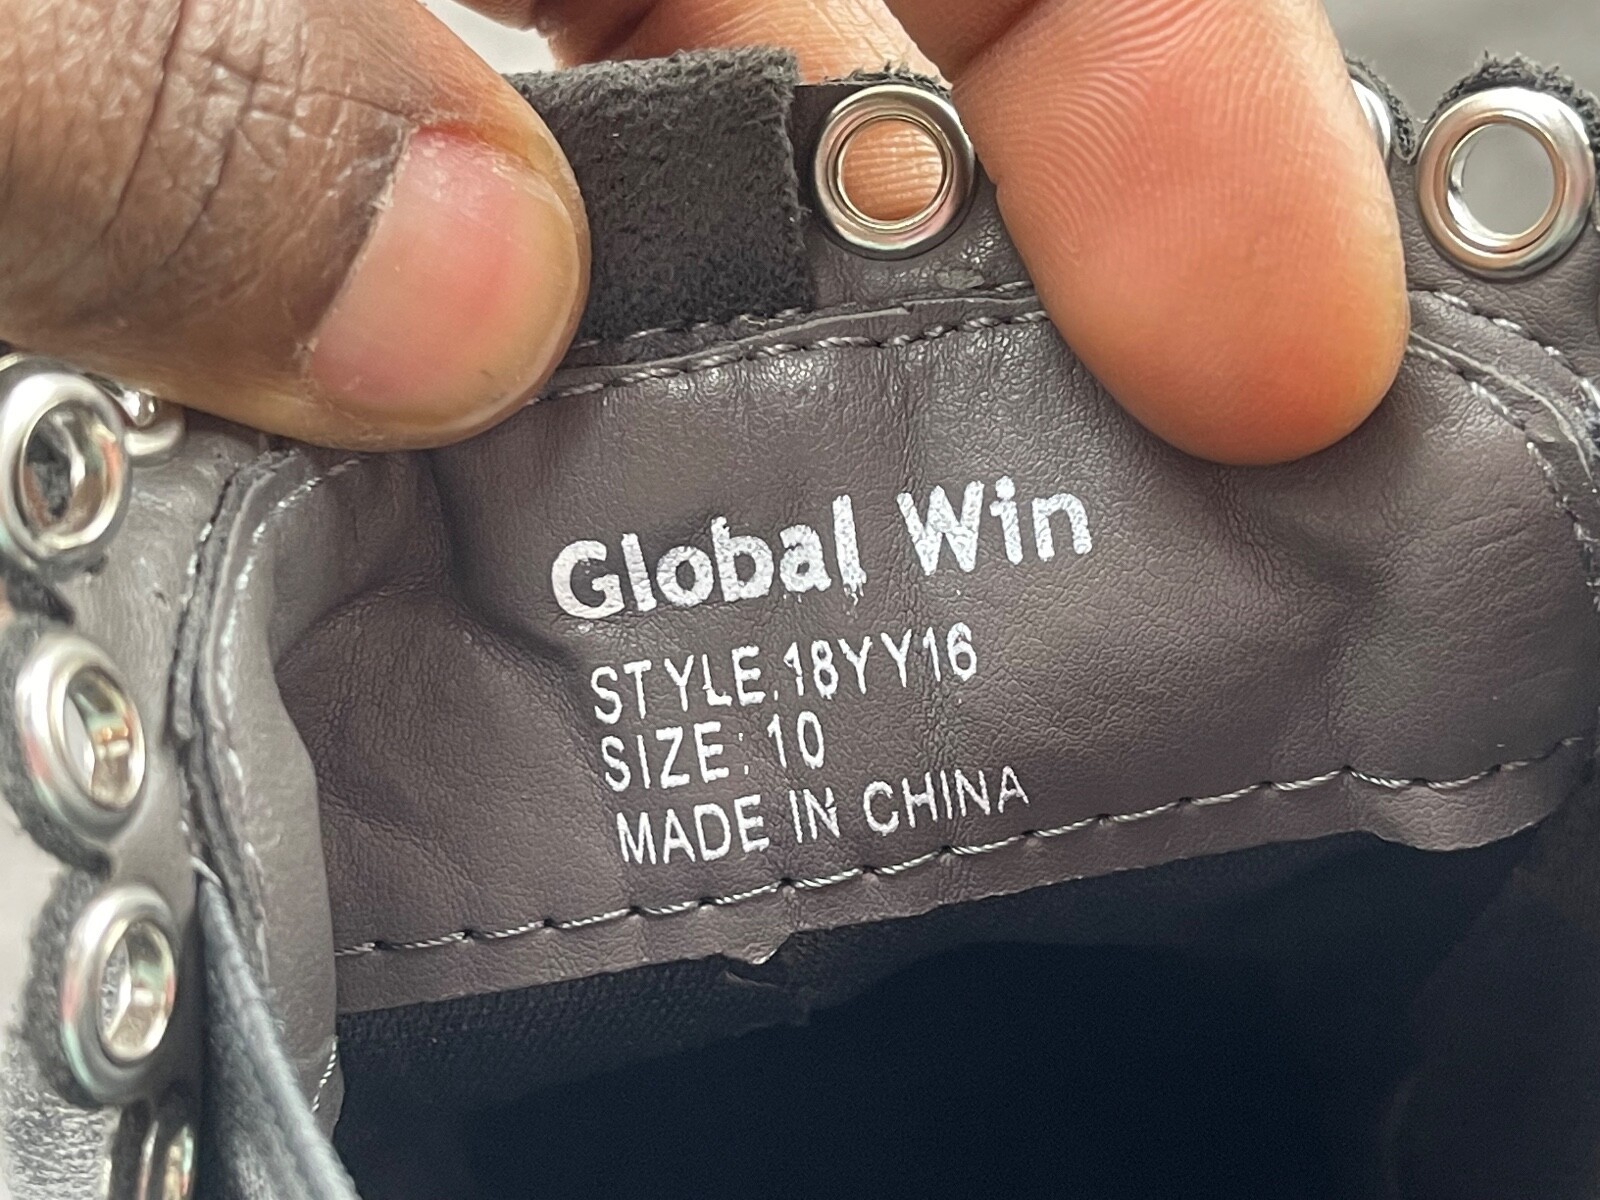 Global Win
STYLE.18YY16
SIZE: 10
MADE IN CHINA